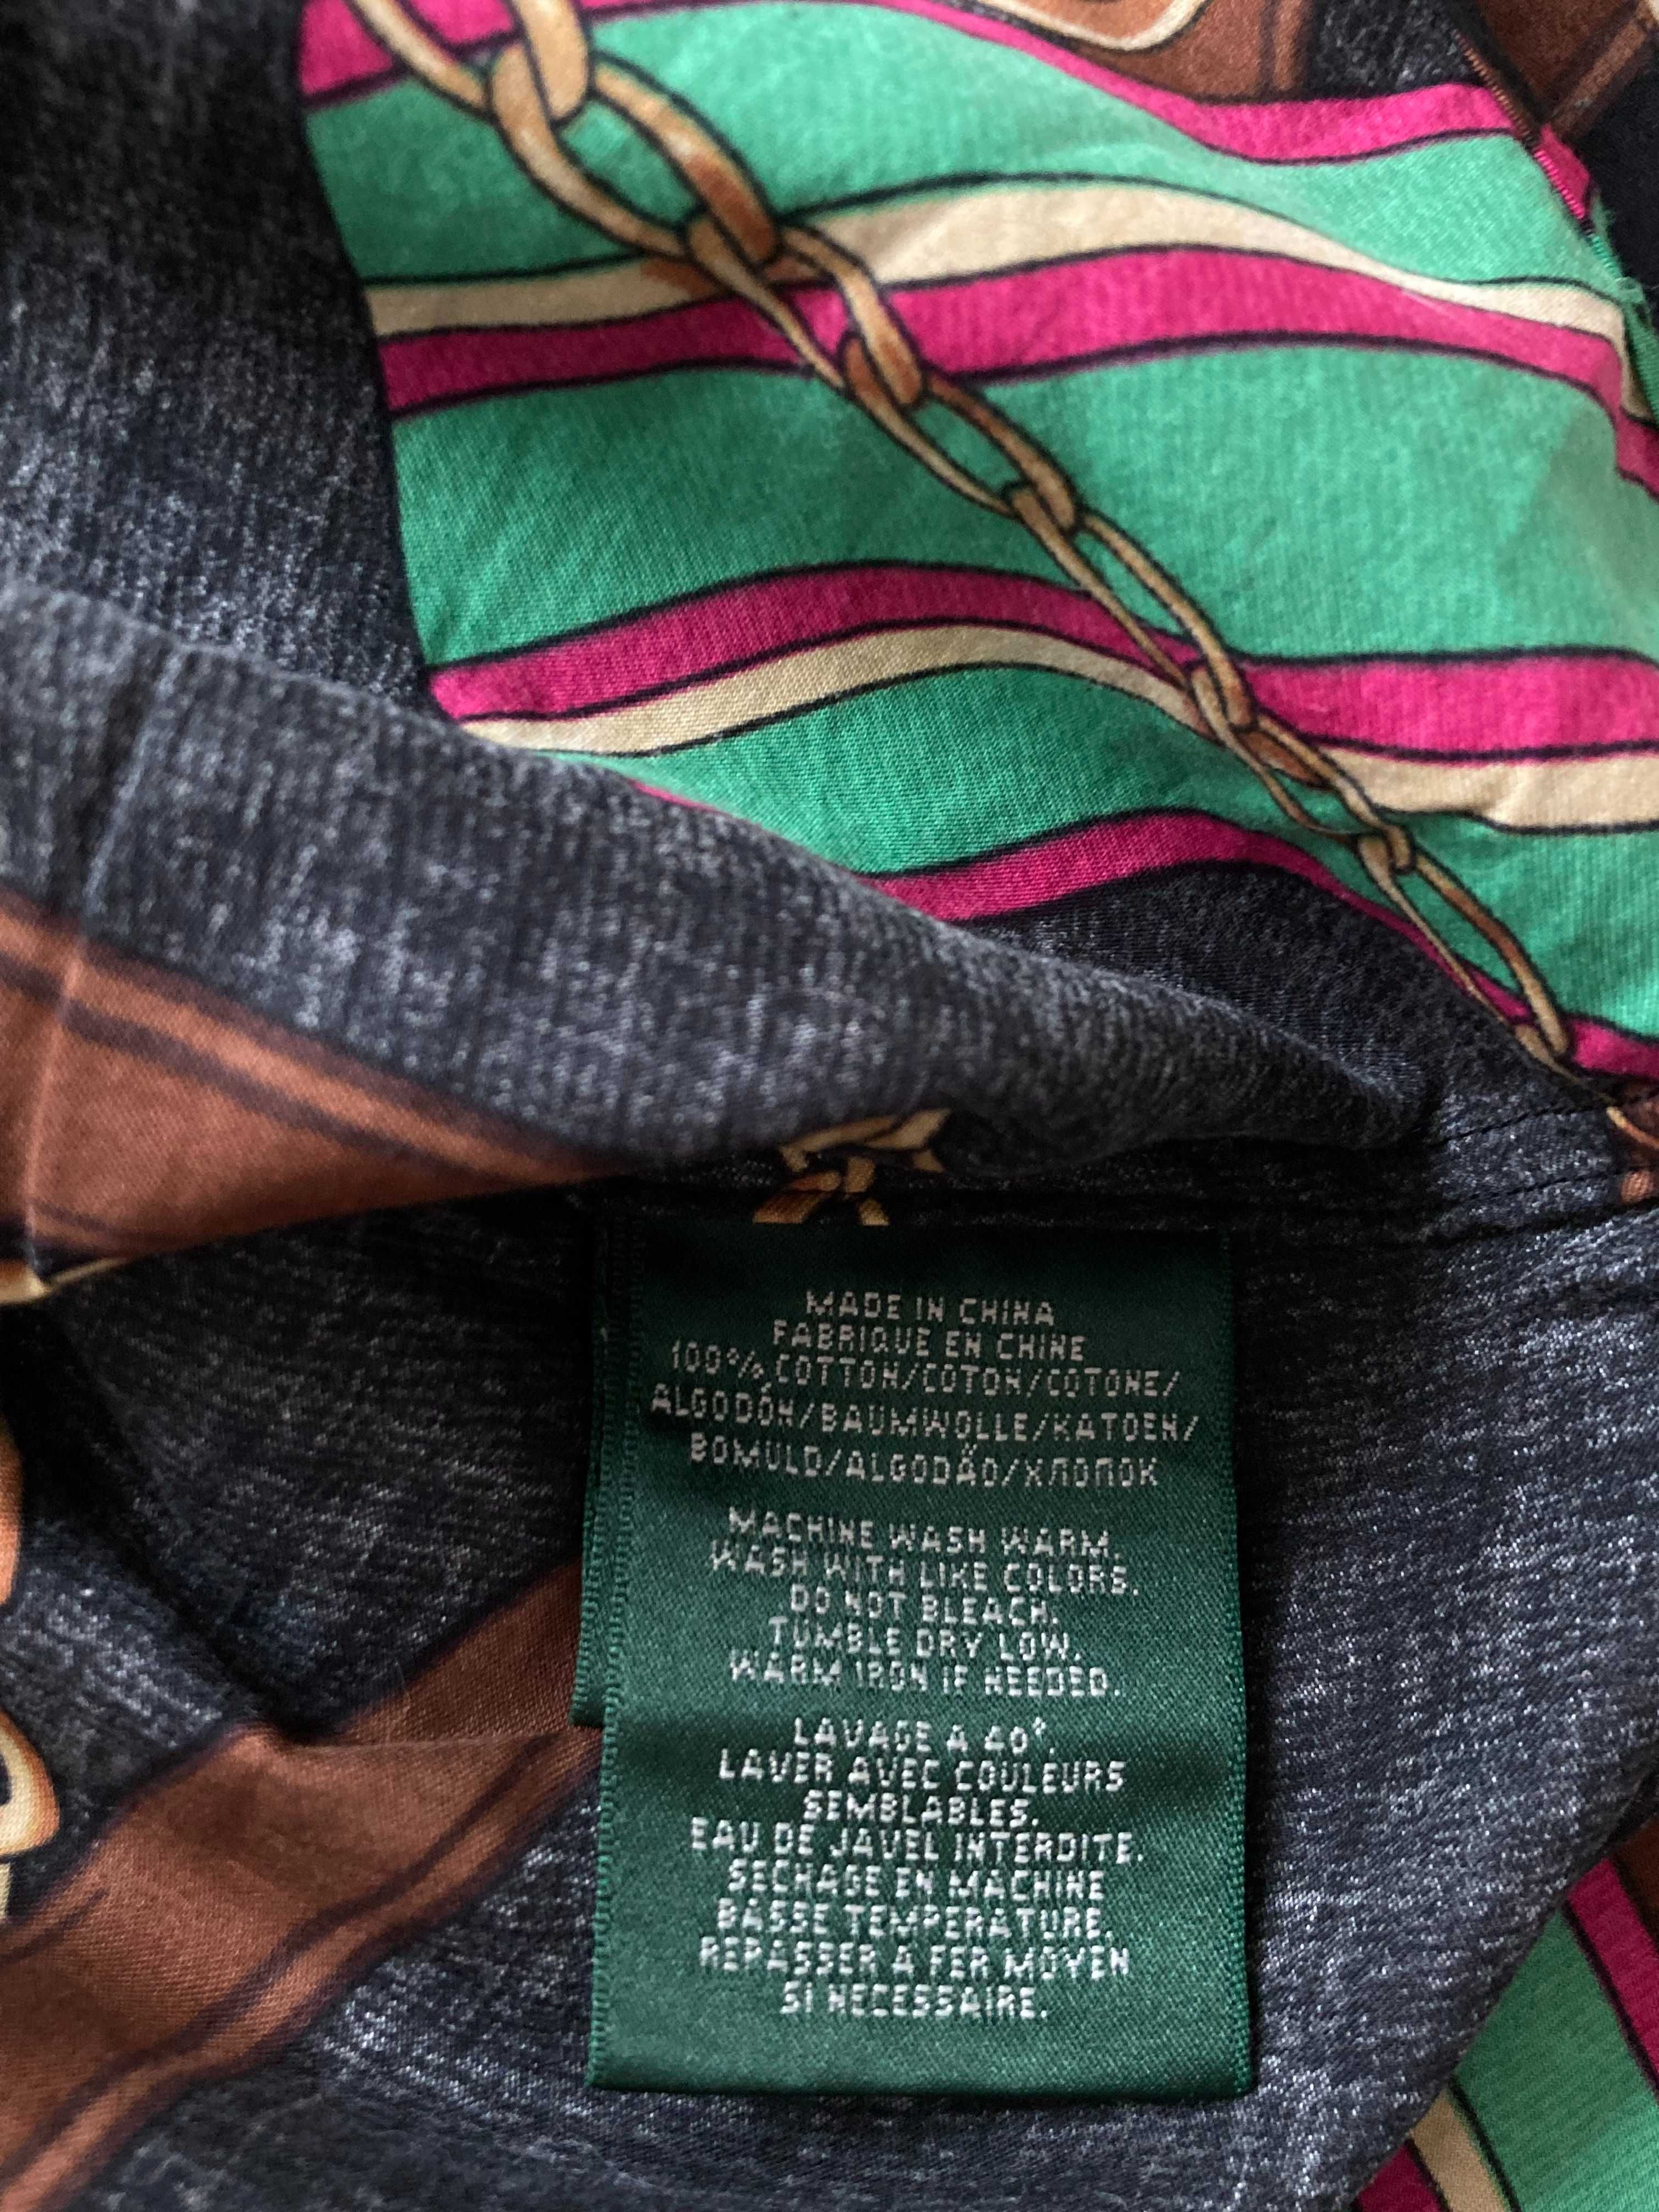 MADE IN CHINA
FABRIQUE EN CHINE
100% COTTON/COTON/COTONE/
ALGODÓN/BAUMWOLLE/KATOEN/
BOMULD/ALGODÃO/ХЛОПОК
MACHINE WASH WARM.
WASH WITH LIKE COLORS.
DO NOT BLEACH.
TUMBLE DRY LOW.
WARM IRON IF NEEDED.
LAVAGE A 40°.
LAVER AVEC COULEURS
SEMBLABLES.
EAU DE JAVEL INTERDITE.
SECHAGE EN MACHINE
BASSE TEMPERATURE.
REPASSER A FER MOYEN
SI NECESSAIRE.